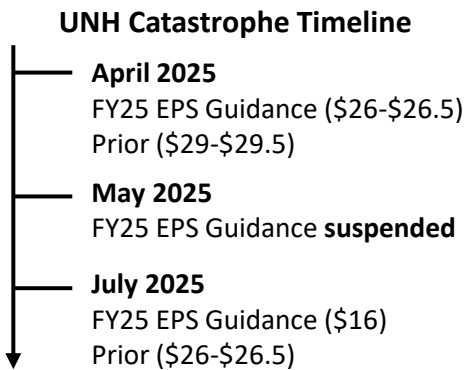 UNH Catastrophe Timeline
April 2025
FY25 EPS Guidance ($26-$26.5)
Prior ($29-$29.5)
May 2025
FY25 EPS Guidance suspended
July 2025
FY25 EPS Guidance ($16)
Prior ($26-$26.5)